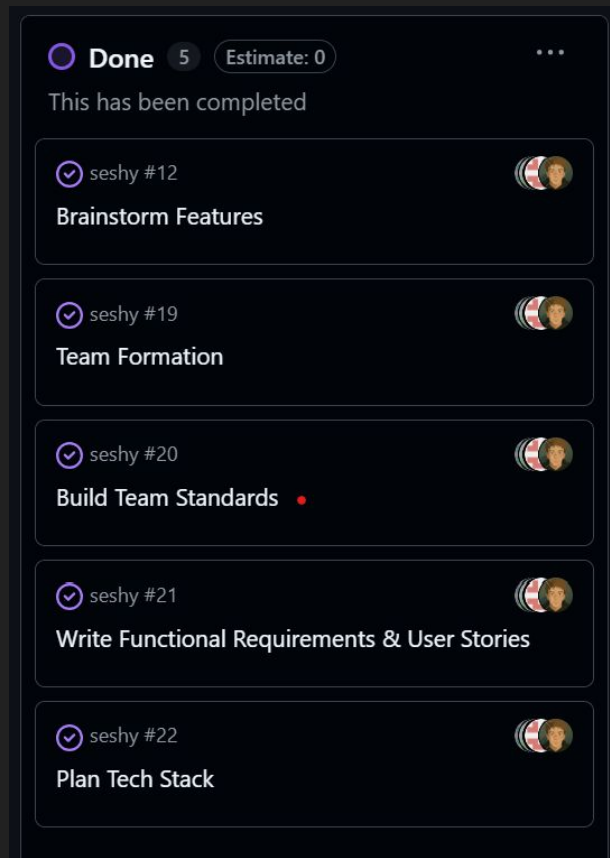 Done 5 Estimate: 0
This has been completed
seshy #12
Brainstorm Features
seshy #19
Team Formation
seshy #20
Build Team Standards
seshy #21
Write Functional Requirements & User Stories
seshy #22
Plan Tech Stack